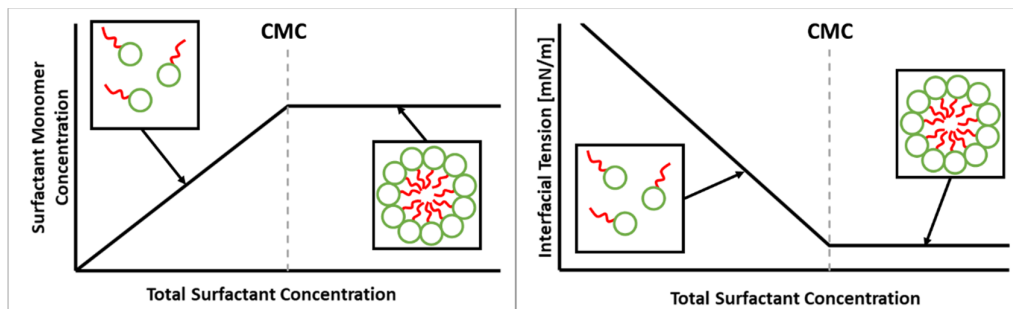 CMC
Surfactant Monomer
Concentration
Total Surfactant Concentration
CMC
Interfacial Tension [mN/m]
Total Surfactant Concentration